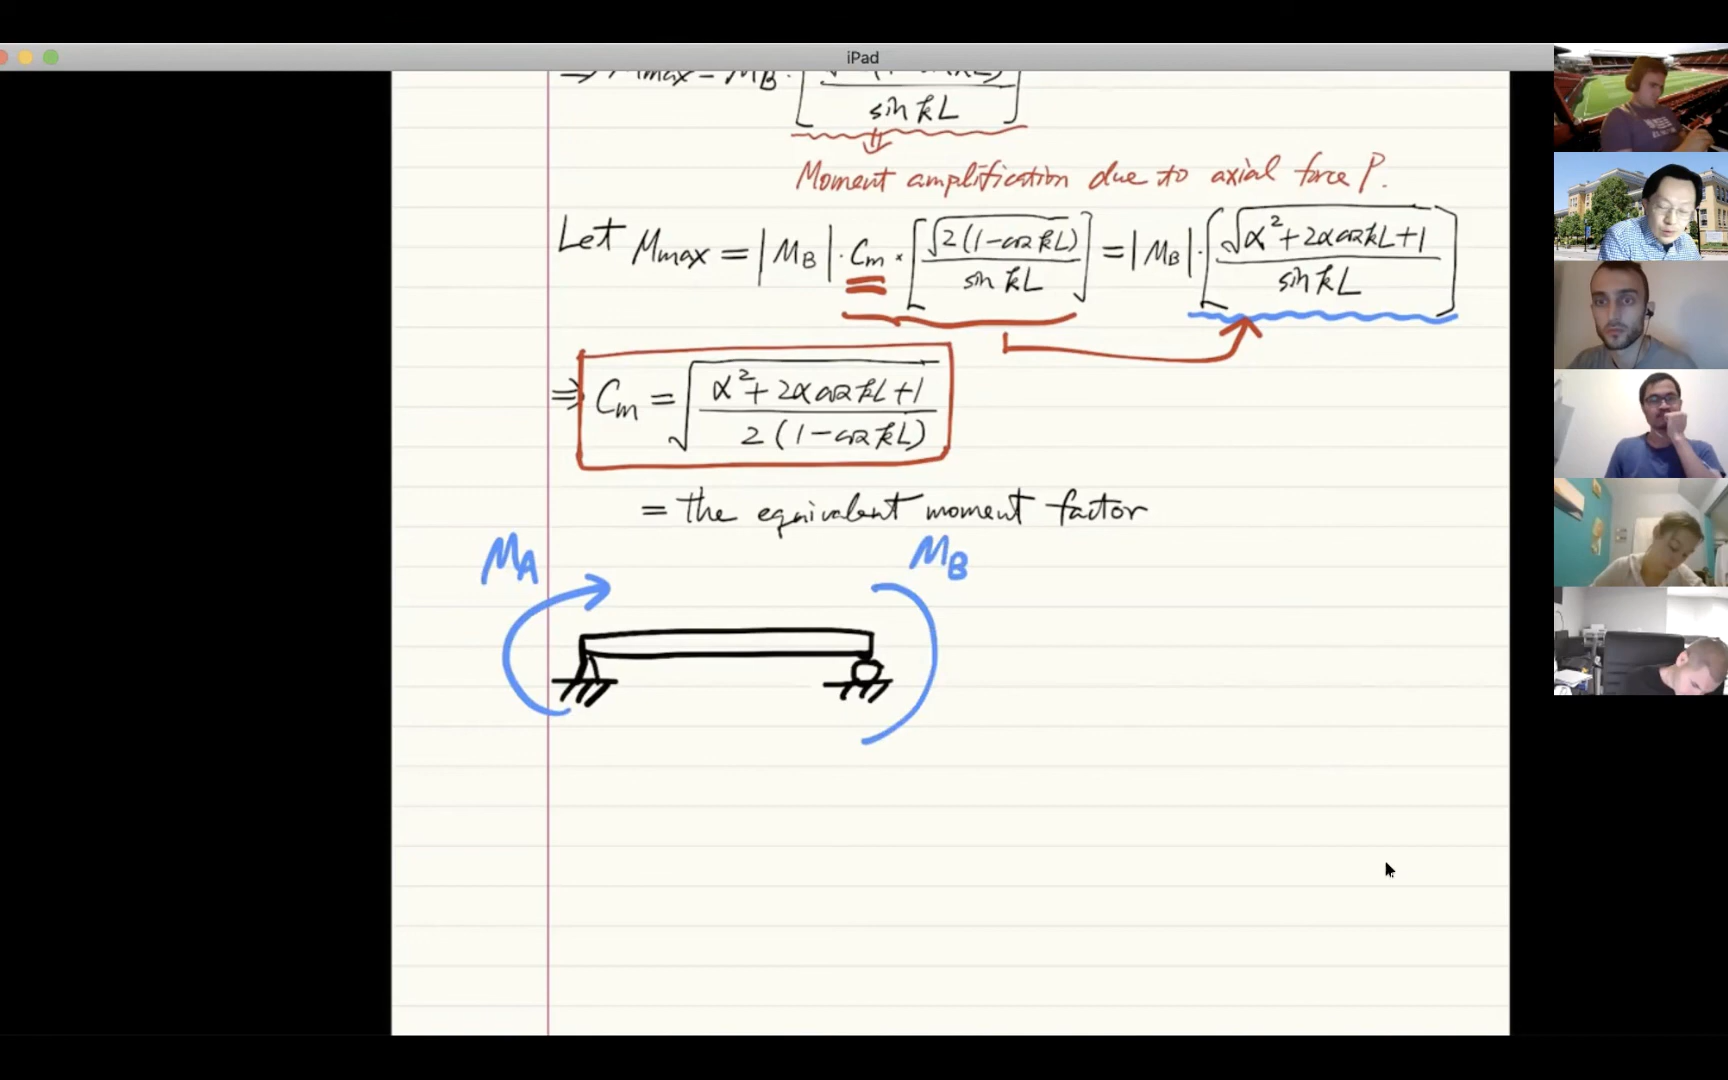 iPad
sin kL
Moment amplification due to axial force P.
Let Mmax = |MB| · Cm · [√2(1-cos kL) / sin kL] = |MB| · [√α²+2α cos kL+1 / sin kL]
⇒ Cm = √(α²+2α cos kL+1 / 2(1-cos kL))
= the equivalent moment factor
MA
MB